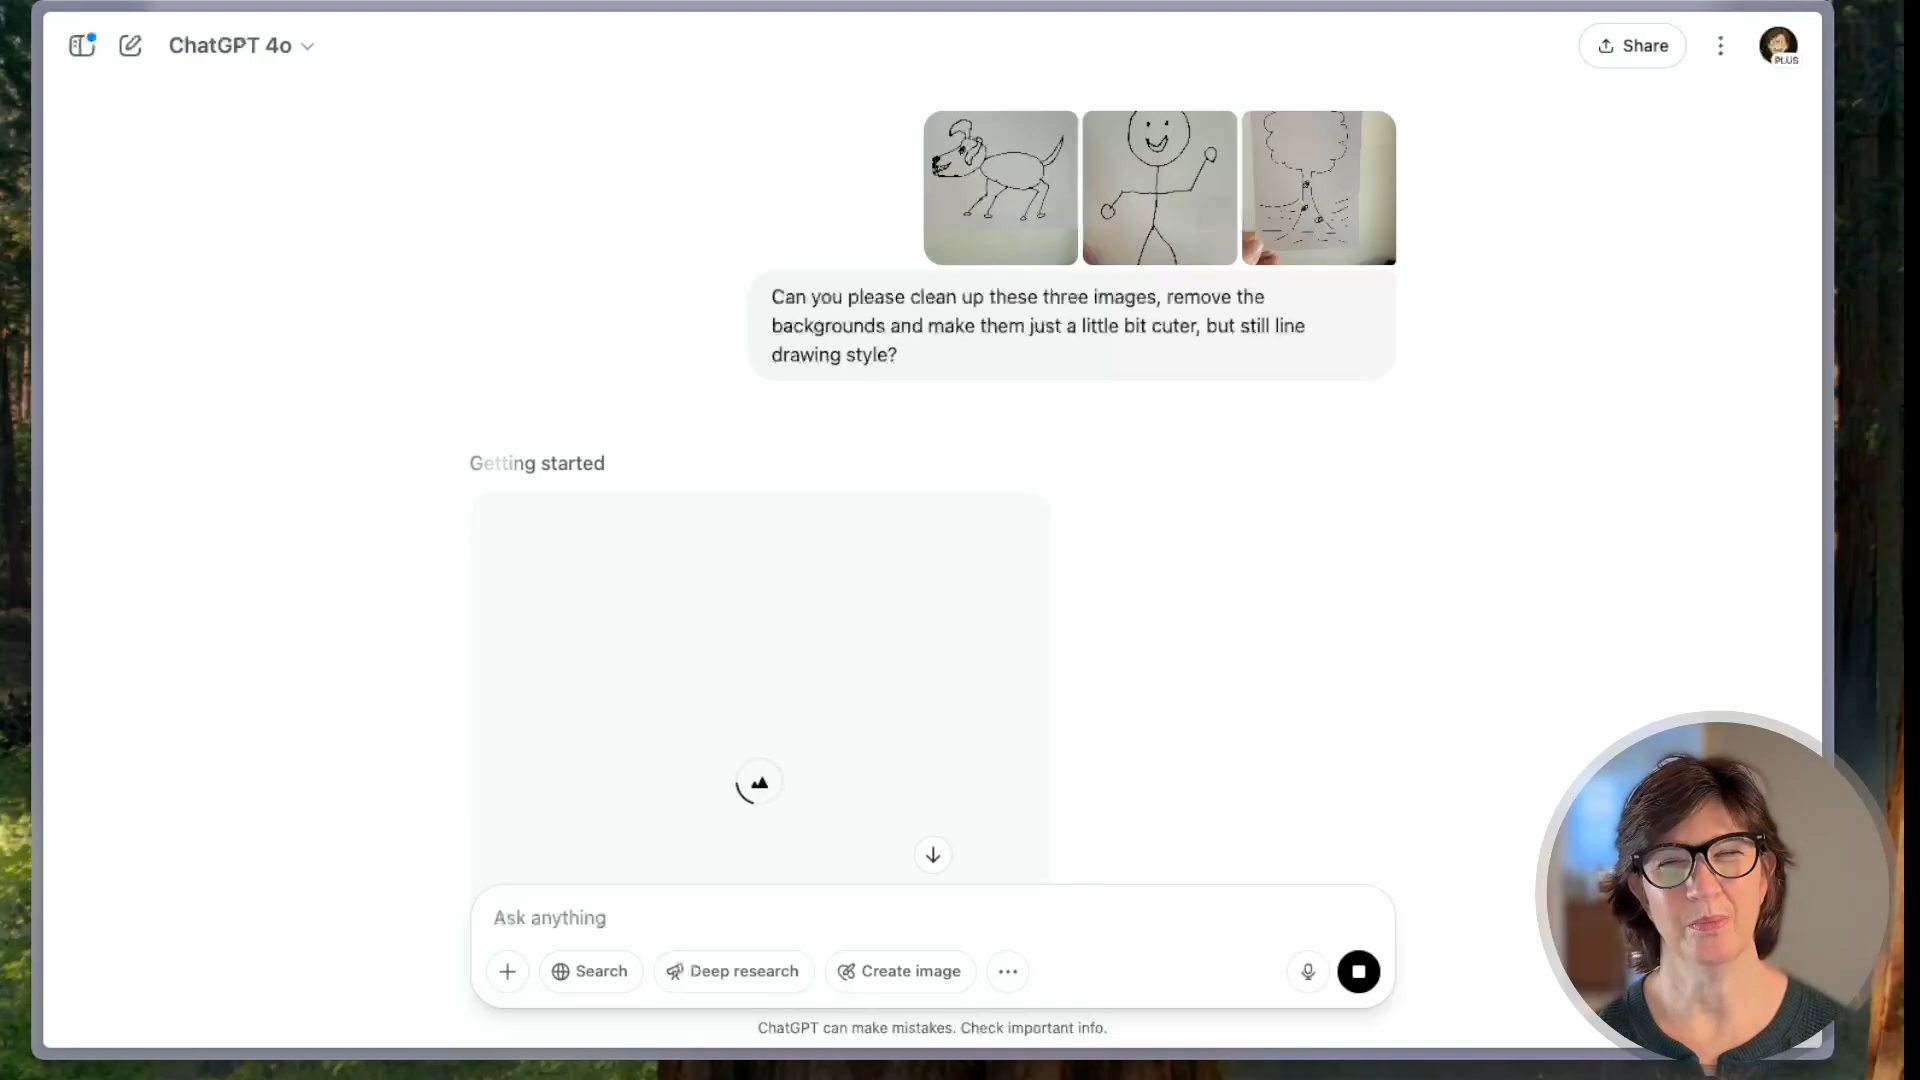 ChatGPT 4o
Share
PLUS
Can you please clean up these three images, remove the
backgrounds and make them just a little bit cuter, but still line
drawing style?
Getting started
Ask anything
Search
Deep research
Create image
ChatGPT can make mistakes. Check important info.